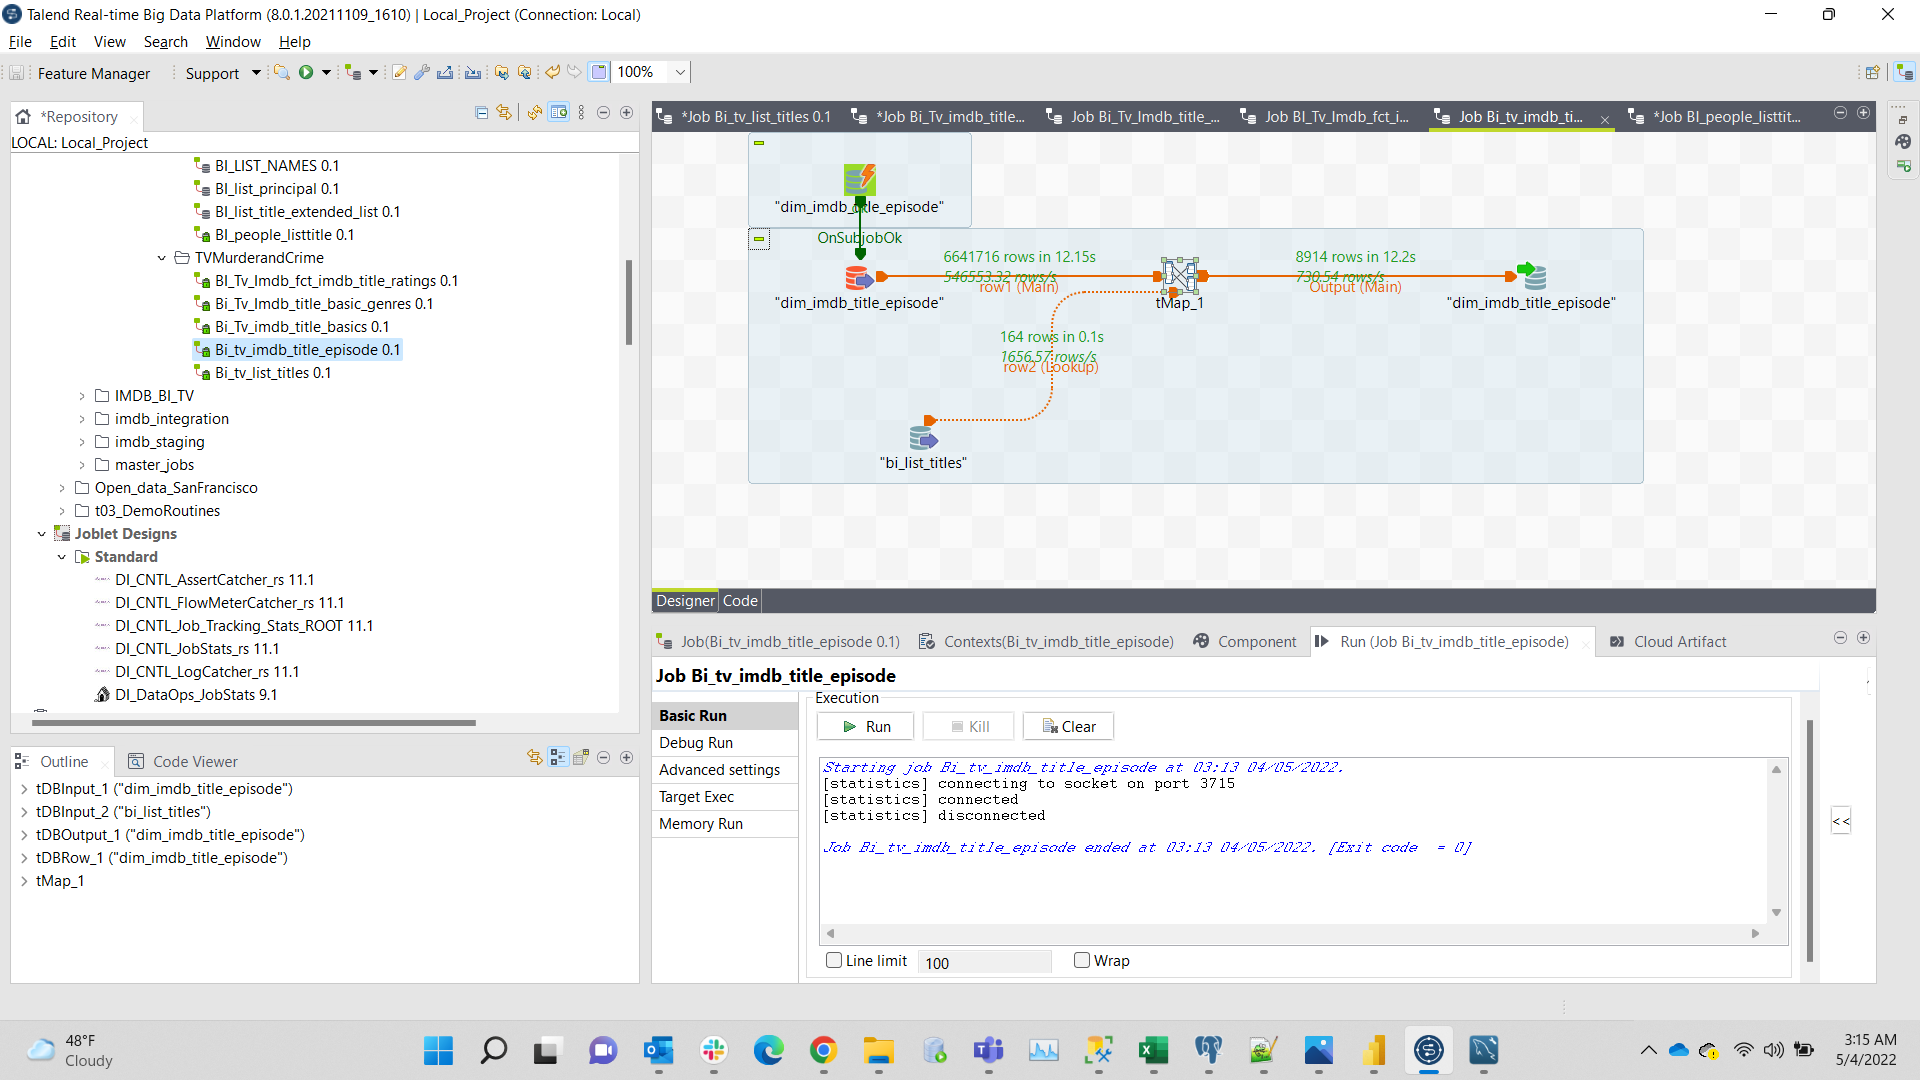 Talend Real-time Big Data Platform (8.0.1.20211109_1610) | Local_Project (Connection: Local)
File Edit View Search Window Help
Feature Manager Support 100%
*Repository
LOCAL: Local_Project
BI_LIST_NAMES 0.1
BI_list_principal 0.1
BI_list_title_extended_list 0.1
BI_people_listtitle 0.1
TVMurderandCrime
BI_Tv_Imdb_fct_imdb_title_ratings 0.1
Bi_Tv_Imdb_title_basic_genres 0.1
Bi_Tv_imdb_title_basics 0.1
Bi_tv_imdb_title_episode 0.1
Bi_tv_list_titles 0.1
IMDB_BI_TV
imdb_integration
imdb_staging
master_jobs
Open_data_SanFrancisco
t03_DemoRoutines
Joblet Designs
Standard
DI_CNTL_AssertCatcher_rs 11.1
DI_CNTL_FlowMeterCatcher_rs 11.1
DI_CNTL_Job_Tracking_Stats_ROOT 11.1
DI_CNTL_JobStats_rs 11.1
DI_CNTL_LogCatcher_rs 11.1
DI_DataOps_JobStats 9.1
Outline Code Viewer
tDBInput_1 ("dim_imdb_title_episode")
tDBInput_2 ("bi_list_titles")
tDBOutput_1 ("dim_imdb_title_episode")
tDBRow_1 ("dim_imdb_title_episode")
tMap_1
*Job Bi_tv_list_titles 0.1 *Job Bi_Tv_imdb_title... Job Bi_Tv_Imdb_title_... Job BI_Tv_Imdb_fct_i... Job Bi_tv_imdb_ti... *Job BI_people_listtit...
"dim_imdb_title_episode"
OnSubjobOk
6641716 rows in 12.15s
546553.32 rows/s
row1 (Main)
8914 rows in 12.2s
730.54 rows/s
Output (Main)
"dim_imdb_title_episode"
tMap_1
"dim_imdb_title_episode"
164 rows in 0.1s
1656.57 rows/s
row2 (Lookup)
"bi_list_titles"
Designer Code
Job(Bi_tv_imdb_title_episode 0.1) Contexts(Bi_tv_imdb_title_episode) Component Run (Job Bi_tv_imdb_title_episode) Cloud Artifact
Job Bi_tv_imdb_title_episode
Basic Run
Debug Run
Advanced settings
Target Exec
Memory Run
Execution
Run Kill Clear
Starting job Bi_tv_imdb_title_episode at 03:13 04/05/2022.
[statistics] connecting to socket on port 3715
[statistics] connected
[statistics] disconnected
Job Bi_tv_imdb_title_episode ended at 03:13 04/05/2022. [Exit code = 0]
<<
Line limit 100 Wrap
48°F
Cloudy
3:15 AM
5/4/2022